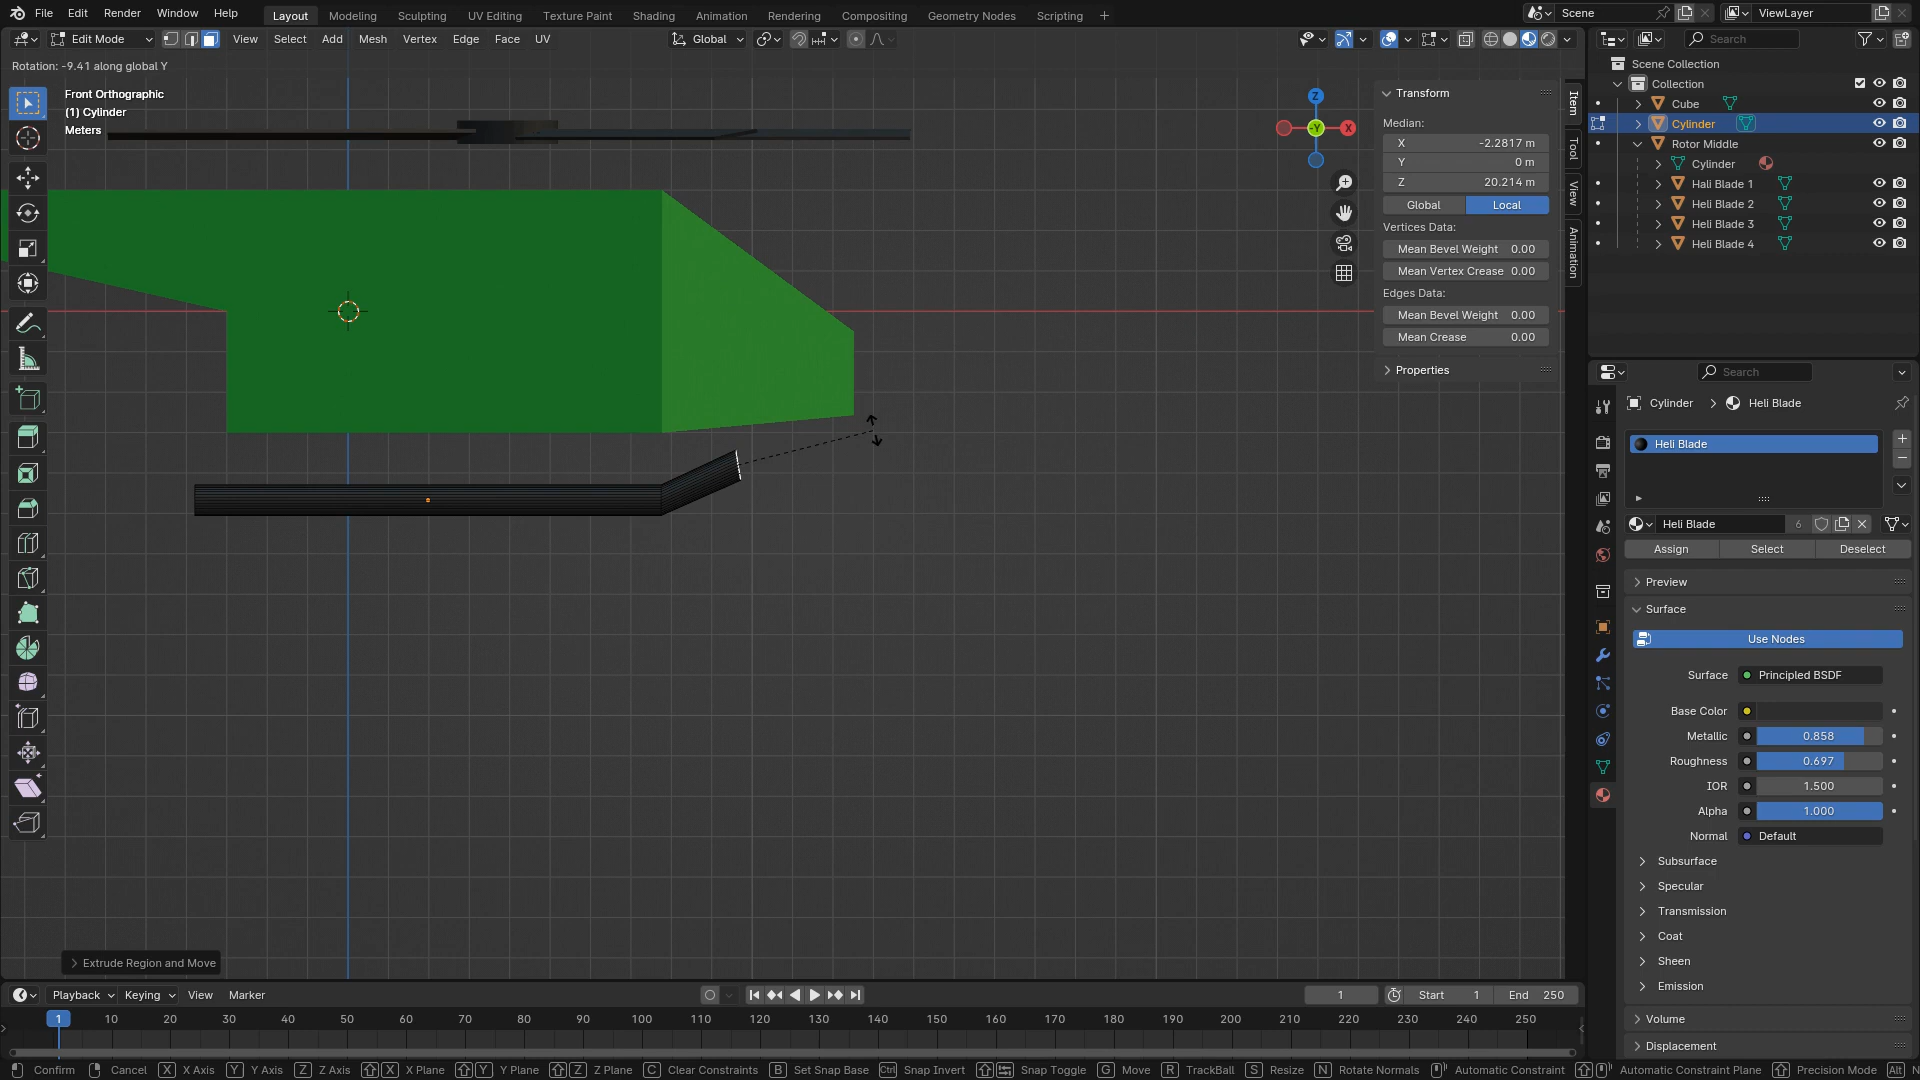 File Edit Render Window Help Layout Modeling Sculpting UV Editing Texture Paint Shading Animation Rendering Compositing Geometry Nodes Scripting + Scene ViewLayer
Edit Mode View Select Add Mesh Vertex Edge Face UV Global Search
Rotation: -9.41 along global Y
Scene Collection
Collection
Cube
Cylinder
Rotor Middle
Cylinder
Hali Blade 1
Heli Blade 2
Heli Blade 3
Heli Blade 4
Front Orthographic
(1) Cylinder
Meters
Z
-Y
X
Transform
Median:
X -2.2817 m
Y 0 m
Z 20.214 m
Global Local
Vertices Data:
Mean Bevel Weight 0.00
Mean Vertex Crease 0.00
Edges Data:
Mean Bevel Weight 0.00
Mean Crease 0.00
Properties
Item
Tool
View
Animation
Search
Cylinder > Heli Blade
Heli Blade
Heli Blade 6
Assign Select Deselect
Preview
Surface
Use Nodes
Surface Principled BSDF
Base Color
Metallic 0.858
Roughness 0.697
IOR 1.500
Alpha 1.000
Normal Default
Subsurface
Specular
Transmission
Coat
Sheen
Emission
Volume
Displacement
Extrude Region and Move
Playback Keying View Marker 1 Start 1 End 250
1 10 20 30 40 50 60 70 80 90 100 110 120 130 140 150 160 170 180 190 200 210 220 230 240 250
Confirm Cancel X X Axis Y Y Axis Z Z Axis X X Plane Y Y Plane Z Z Plane C Clear Constraints B Set Snap Base Ctrl Snap Invert Snap Toggle G Move R TrackBall S Resize N Rotate Normals Automatic Constraint Automatic Constraint Plane Precision Mode Alt N